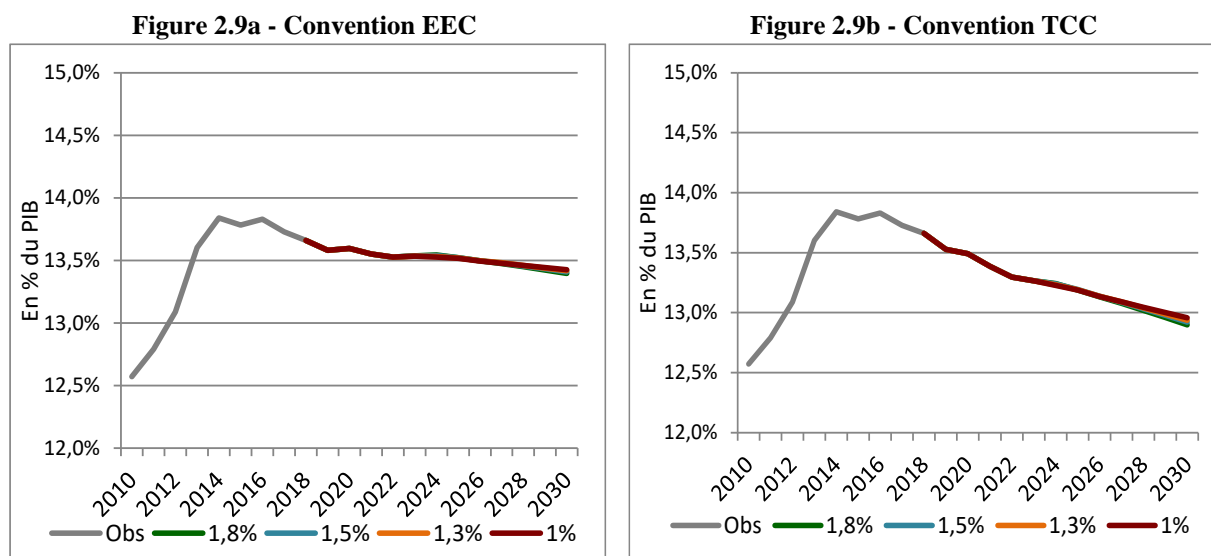 Figure 2.9a - Convention EEC
15,0%
14,5%
14,0%
13,5%
13,0%
12,5%
12,0%
En % du PIB
2010 2012 2014 2016 2018 2020 2022 2024 2026 2028 2030
Obs 1,8% 1,5% 1,3% 1%
Figure 2.9b - Convention TCC
15,0%
14,5%
14,0%
13,5%
13,0%
12,5%
12,0%
En % du PIB
2010 2012 2014 2016 2018 2020 2022 2024 2026 2028 2030
Obs 1,8% 1,5% 1,3% 1%